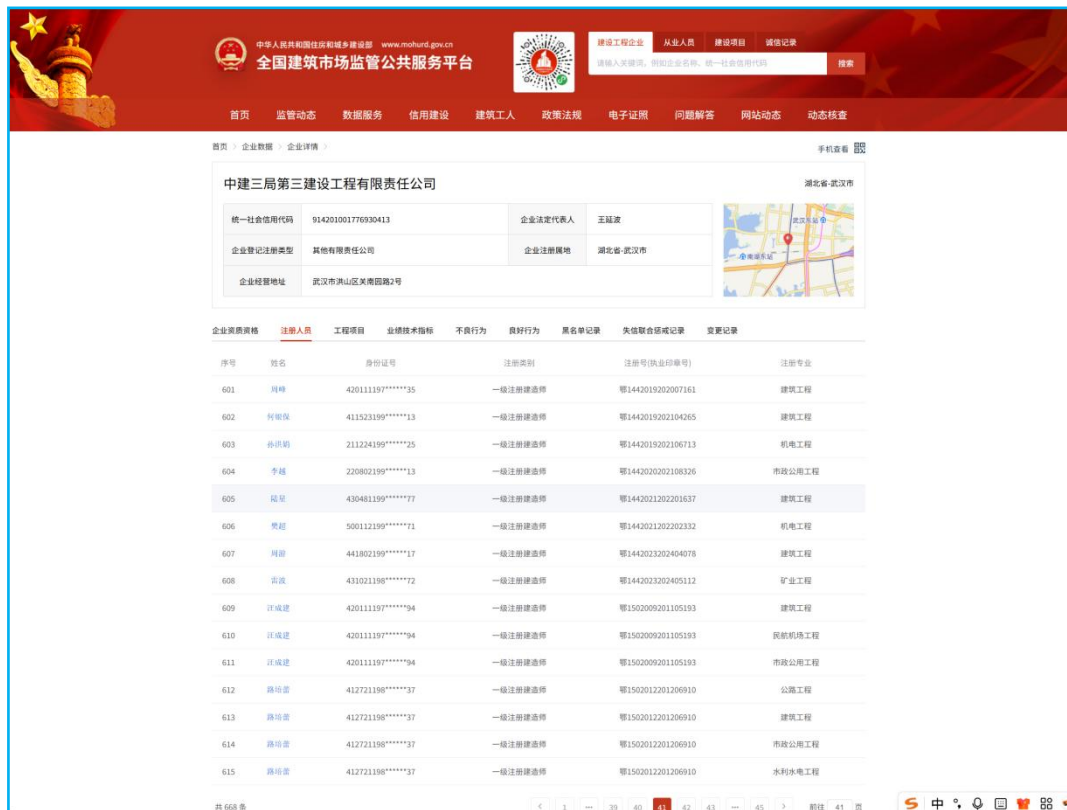 中华人民共和国住房和城乡建设部 www.mohurd.gov.cn
全国建筑市场监管公共服务平台
建设工程企业 从业人员 建设项目 诚信记录
请输入关键词，例如企业名称、统一社会信用代码 搜索
首页 监管动态 数据服务 信用建设 建筑工人 政策法规 电子证照 问题解答 网站动态 动态核查
首页 > 企业数据 > 企业详情 >
手机查看
中建三局第三建设工程有限责任公司 湖北省-武汉市
统一社会信用代码 914201001776930413 企业法定代表人 王延波
企业登记注册类型 其他有限责任公司 企业注册属地 湖北省-武汉市
企业经营地址 武汉市洪山区关南园路2号
武汉东站
南湖东站
企业资质资格 注册人员 工程项目 业绩技术指标 不良行为 良好行为 黑名单记录 失信联合惩戒记录 变更记录
序号 姓名 身份证号 注册类别 注册号(执业印章号) 注册专业
601 周峰 420111197******35 一级注册建造师 鄂1442019202007161 建筑工程
602 何银保 411523199******13 一级注册建造师 鄂1442019202104265 建筑工程
603 孙洪娟 211224199******25 一级注册建造师 鄂1442019202106713 机电工程
604 李越 220802199******13 一级注册建造师 鄂1442020202108326 市政公用工程
605 陆星 430481199******77 一级注册建造师 鄂1442021202201637 建筑工程
606 樊超 500112199******71 一级注册建造师 鄂1442021202202332 机电工程
607 周游 441802199******17 一级注册建造师 鄂1442023202404078 建筑工程
608 雷波 431021198******72 一级注册建造师 鄂1442023202405112 矿业工程
609 汪成建 420111197******94 一级注册建造师 鄂1502009201105193 建筑工程
610 汪成建 420111197******94 一级注册建造师 鄂1502009201105193 民航机场工程
611 汪成建 420111197******94 一级注册建造师 鄂1502009201105193 市政公用工程
612 路培蕾 412721198******37 一级注册建造师 鄂1502012201206910 公路工程
613 路培蕾 412721198******37 一级注册建造师 鄂1502012201206910 建筑工程
614 路培蕾 412721198******37 一级注册建造师 鄂1502012201206910 市政公用工程
615 路培蕾 412721198******37 一级注册建造师 鄂1502012201206910 水利水电工程
共 668 条 < 1 ··· 39 40 41 42 43 ··· 45 > 前往 41 页
中